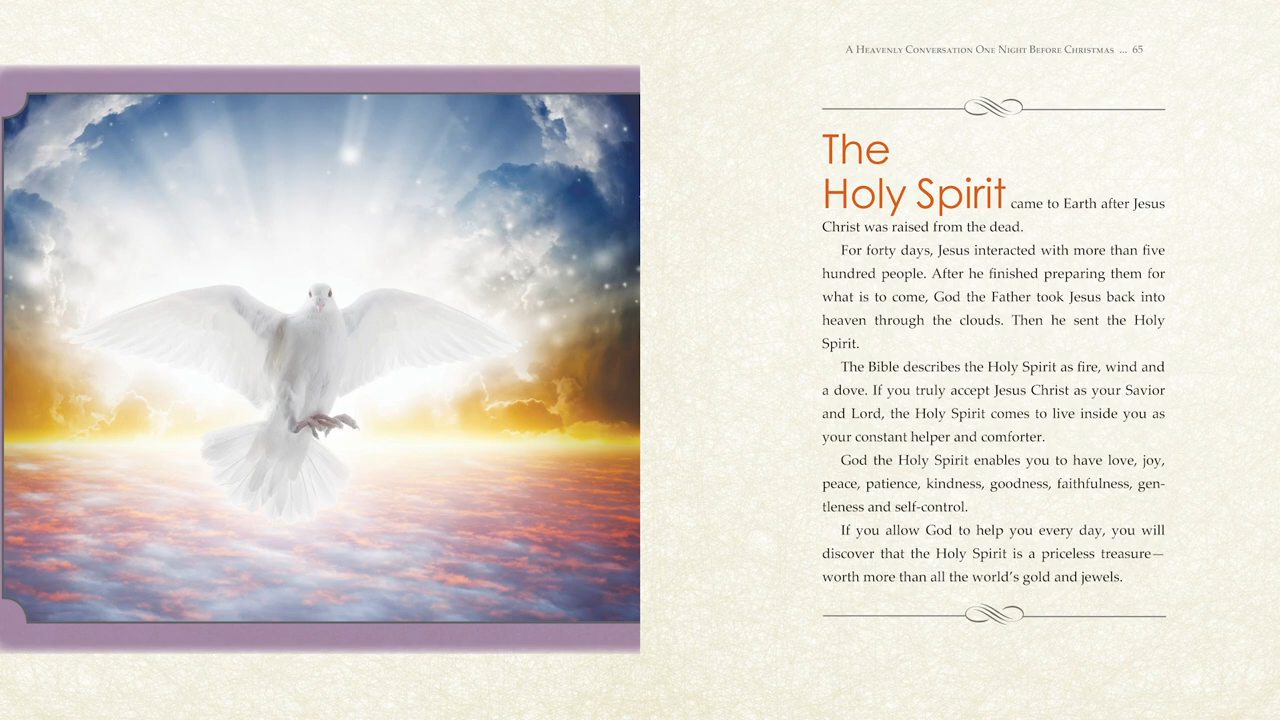 A Heavenly Conversation One Night Before Christmas ... 65
The
Holy Spirit came to Earth after Jesus
Christ was raised from the dead.
For forty days, Jesus interacted with more than five
hundred people. After he finished preparing them for
what is to come, God the Father took Jesus back into
heaven through the clouds. Then he sent the Holy
Spirit.
The Bible describes the Holy Spirit as fire, wind and
a dove. If you truly accept Jesus Christ as your Savior
and Lord, the Holy Spirit comes to live inside you as
your constant helper and comforter.
God the Holy Spirit enables you to have love, joy,
peace, patience, kindness, goodness, faithfulness, gen-
tleness and self-control.
If you allow God to help you every day, you will
discover that the Holy Spirit is a priceless treasure—
worth more than all the world's gold and jewels.